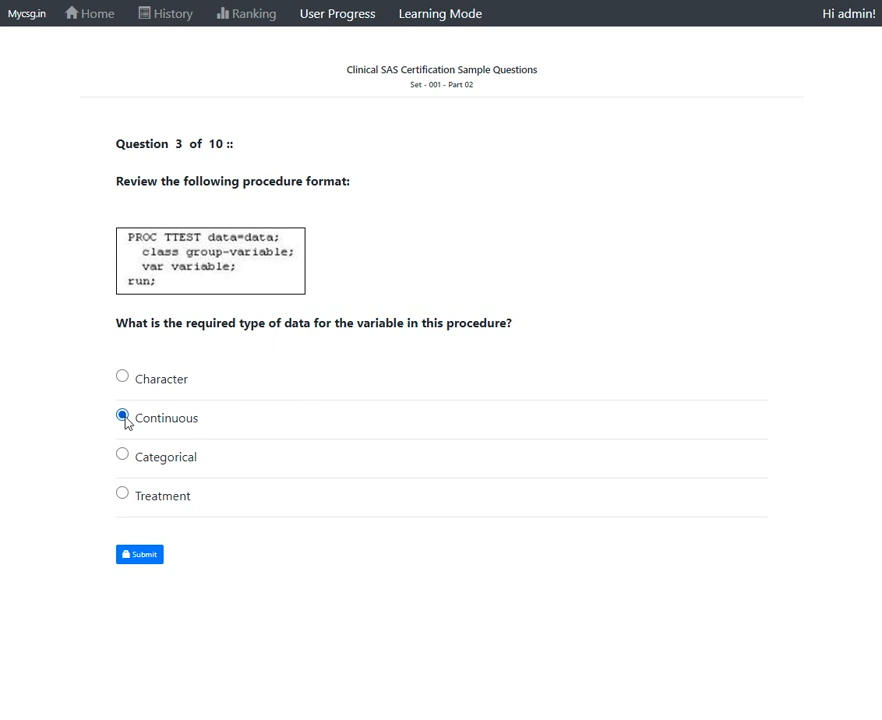 Mycsg.in Home History Ranking User Progress Learning Mode Hi admin!
Clinical SAS Certification Sample Questions
Set - 001 - Part 02
Question 3 of 10 ::
Review the following procedure format:
PROC TTEST data=data;
class group-variable;
var variable;
run;
What is the required type of data for the variable in this procedure?
Character
Continuous
Categorical
Treatment
Submit